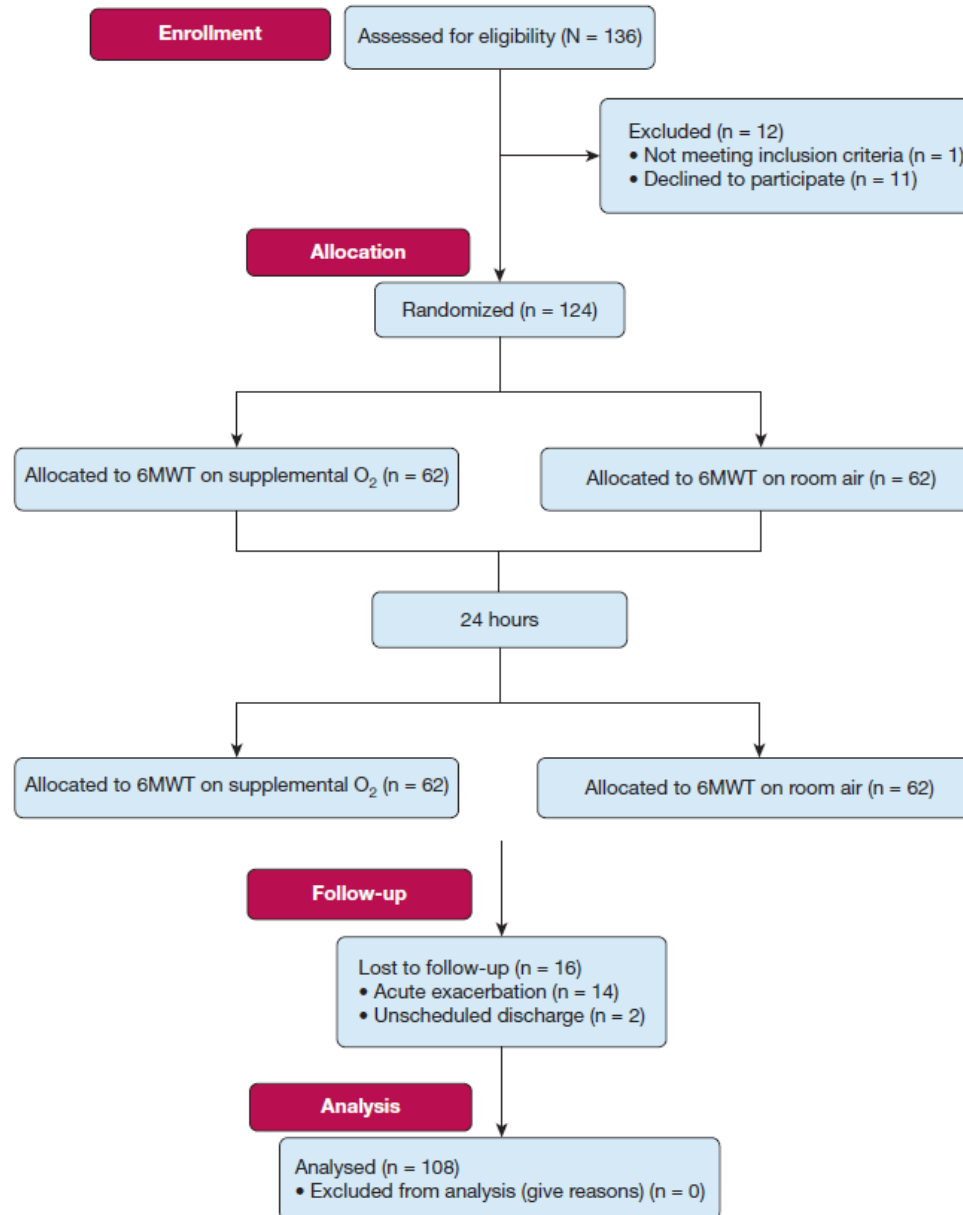 Enrollment
Assessed for eligibility (N = 136)
Excluded (n = 12)
• Not meeting inclusion criteria (n = 1)
• Declined to participate (n = 11)
Allocation
Randomized (n = 124)
Allocated to 6MWT on supplemental O₂ (n = 62)
Allocated to 6MWT on room air (n = 62)
24 hours
Allocated to 6MWT on supplemental O₂ (n = 62)
Allocated to 6MWT on room air (n = 62)
Follow-up
Lost to follow-up (n = 16)
• Acute exacerbation (n = 14)
• Unscheduled discharge (n = 2)
Analysis
Analysed (n = 108)
• Excluded from analysis (give reasons) (n = 0)